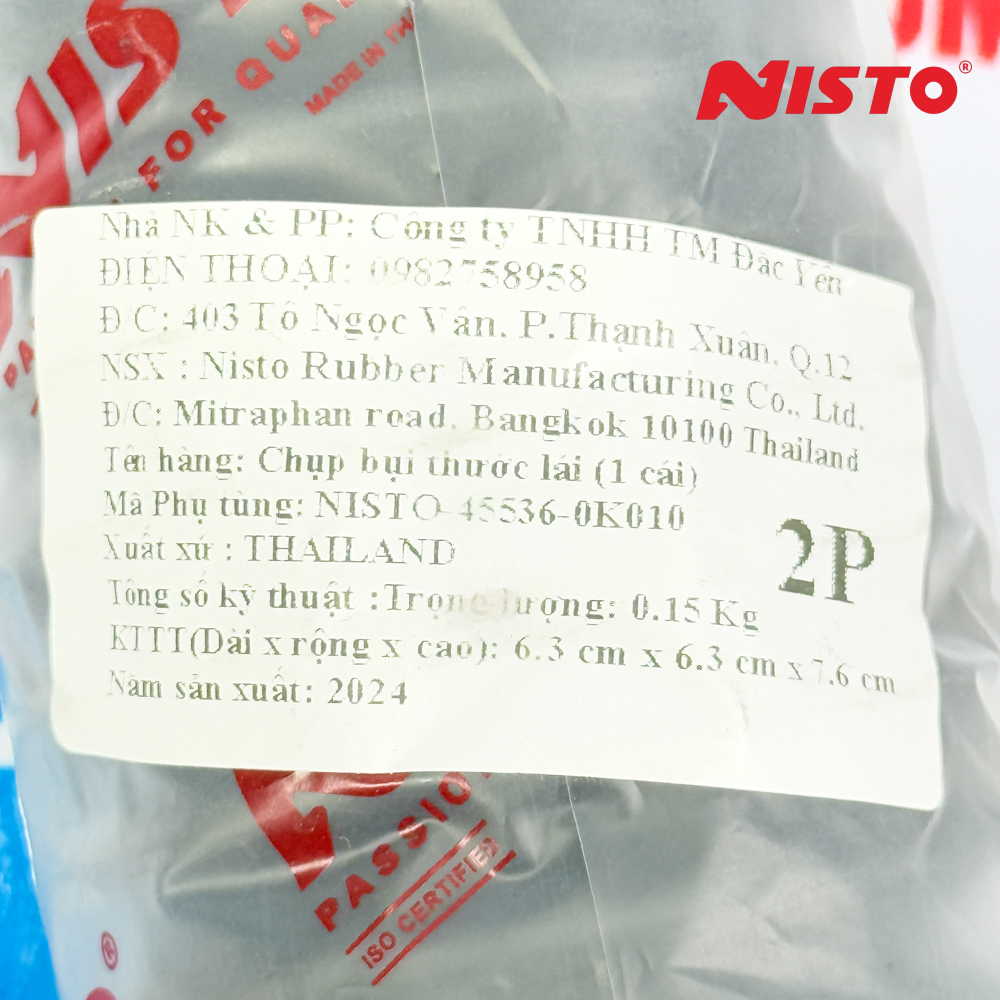 NISTO®
FOR QUA
MADE IN TH
Nhà NK & PP: Công ty TNHH TM Đăc Yên
ĐIỆN THOẠI: 0982758958
Đ/C: 403 Tô Ngọc Vân, P.Thạnh Xuân, Q.12
NSX : Nisto Rubber Manufacturing Co., Ltd.
Đ/C: Mitraphan road, Bangkok 10100 Thailand
Tên hàng: Chụp bụi thước lái (1 cái)
Mã Phụ tùng: NISTO-45536-0K010
2P
Xuất xứ : THAILAND
Tông số kỹ thuật :Trọng lượng: 0.15 Kg
KTTT(Dài x rộng x cao): 6.3 cm x 6.3 cm x 7.6 cm
Năm sản xuất: 2024
PASSIO
ISO CERTIFIED